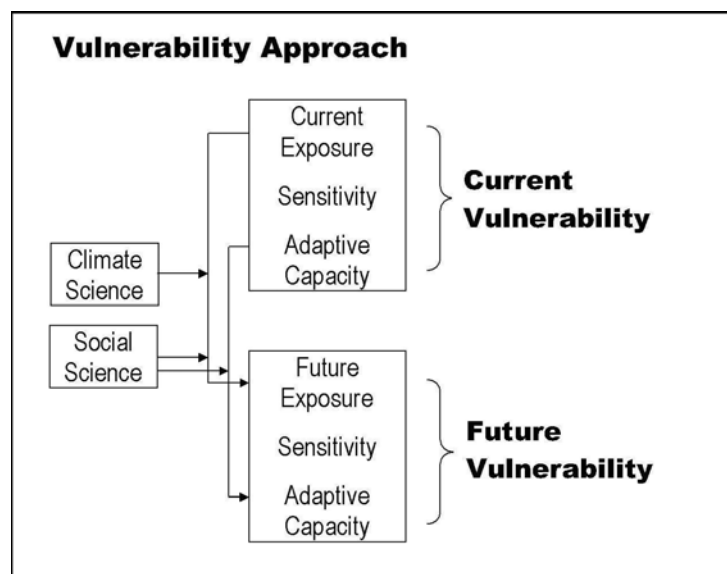 Vulnerability Approach
Current
Exposure
Sensitivity
Adaptive
Capacity
Current
Vulnerability
Climate
Science
Social
Science
Future
Exposure
Sensitivity
Adaptive
Capacity
Future
Vulnerability